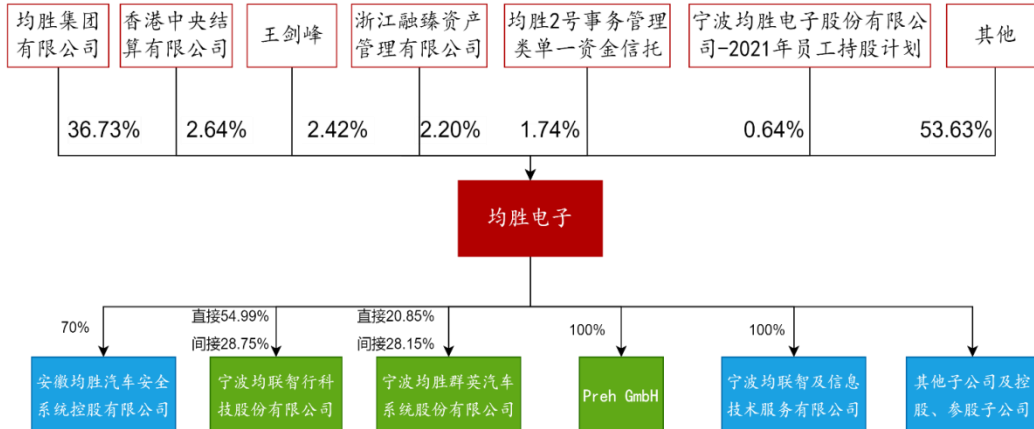 均胜集团
有限公司
香港中央结
算有限公司
王剑峰
浙江融臻资产
管理有限公司
均胜2号事务管理
类单一资金信托
宁波均胜电子股份有限公
司-2021年员工持股计划
其他
36.73%
2.64%
2.42%
2.20%
1.74%
0.64%
53.63%
均胜电子
70%
直接54.99%
间接28.75%
直接20.85%
间接28.15%
100%
100%
安徽均胜汽车安全
系统控股有限公司
宁波均联智行科
技股份有限公司
宁波均胜群英汽车
系统股份有限公司
Preh GmbH
宁波均联智及信息
技术服务有限公司
其他子公司及控
股、参股子公司